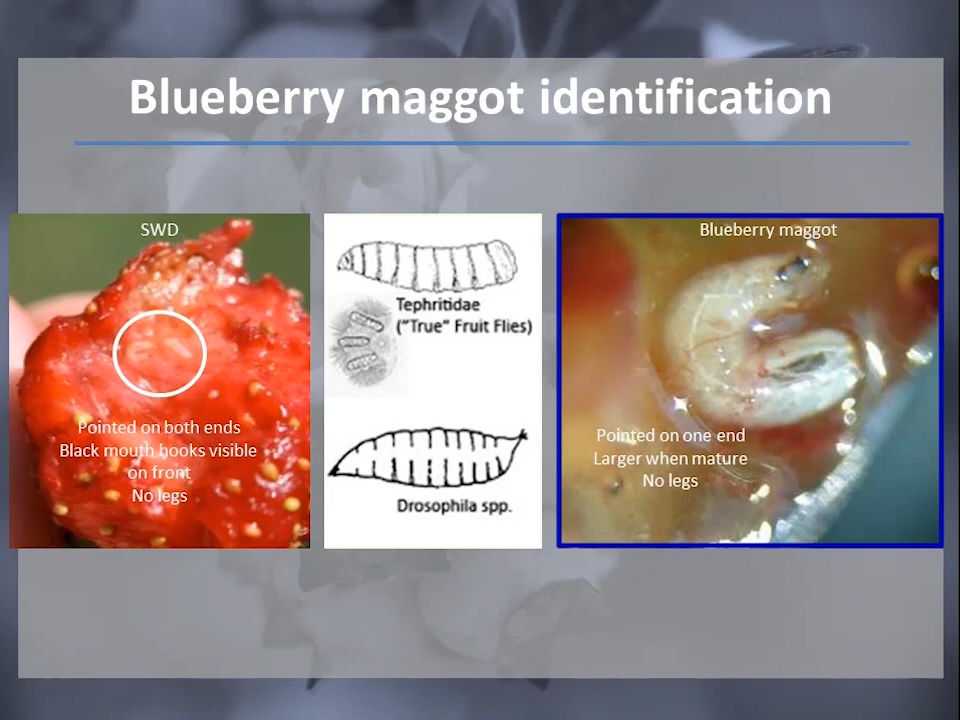 Blueberry maggot identification
SWD
Pointed on both ends
Black mouth hooks visible
on front
No legs
Tephritidae
("True" Fruit Flies)
Drosophila spp.
Blueberry maggot
Pointed on one end
Larger when mature
No legs